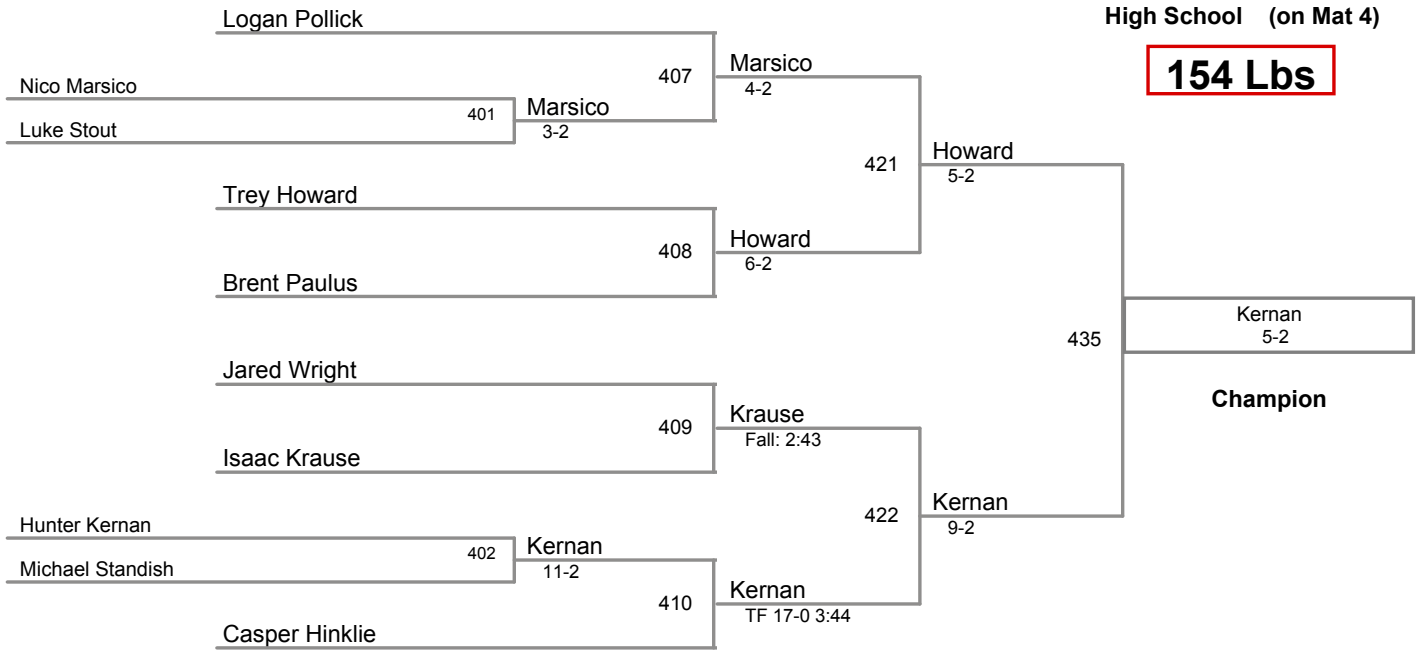 High School (on Mat 4)
154 Lbs
Logan Pollick
Nico Marsico
Luke Stout
401
Marsico
3-2
407
Marsico
4-2
Trey Howard
Brent Paulus
408
Howard
6-2
421
Howard
5-2
Jared Wright
Isaac Krause
409
Krause
Fall: 2:43
Hunter Kernan
Michael Standish
402
Kernan
11-2
Casper Hinklie
410
Kernan
TF 17-0 3:44
422
Kernan
9-2
435
Kernan
5-2
Champion